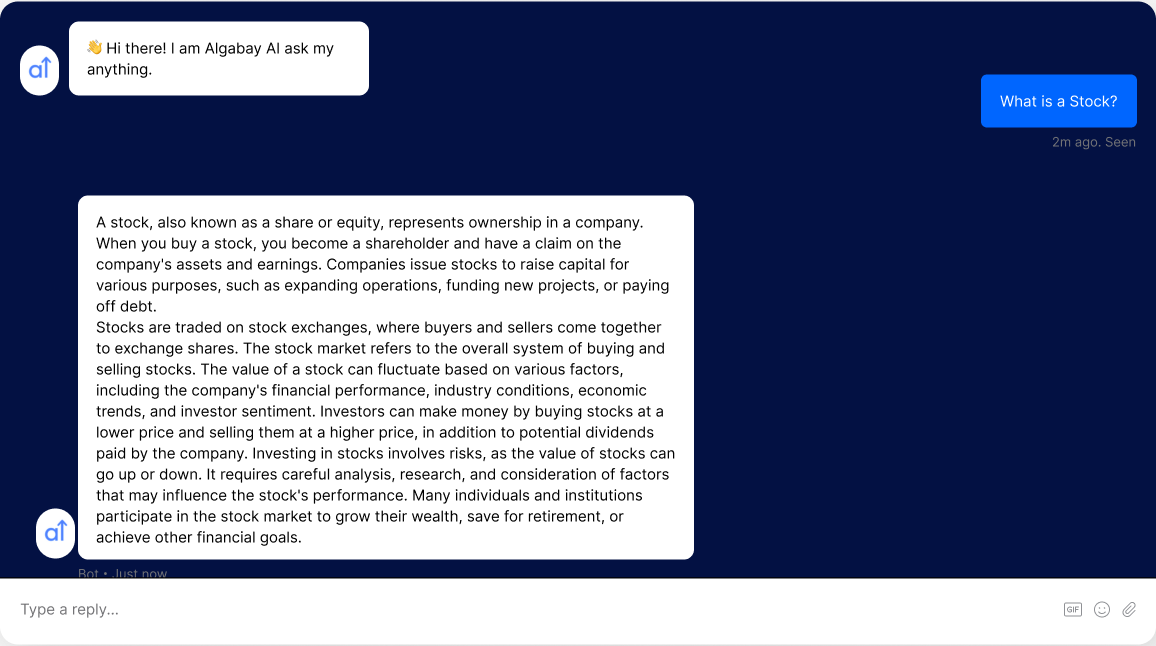 👋 Hi there! I am Algabay AI ask my
anything.
aî
What is a Stock?
2m ago. Seen
A stock, also known as a share or equity, represents ownership in a company.
When you buy a stock, you become a shareholder and have a claim on the
company's assets and earnings. Companies issue stocks to raise capital for
various purposes, such as expanding operations, funding new projects, or paying
off debt.
Stocks are traded on stock exchanges, where buyers and sellers come together
to exchange shares. The stock market refers to the overall system of buying and
selling stocks. The value of a stock can fluctuate based on various factors,
including the company's financial performance, industry conditions, economic
trends, and investor sentiment. Investors can make money by buying stocks at a
lower price and selling them at a higher price, in addition to potential dividends
paid by the company. Investing in stocks involves risks, as the value of stocks can
go up or down. It requires careful analysis, research, and consideration of factors
that may influence the stock's performance. Many individuals and institutions
participate in the stock market to grow their wealth, save for retirement, or
achieve other financial goals.
aî
Bot • Just now
Type a reply...
GIF